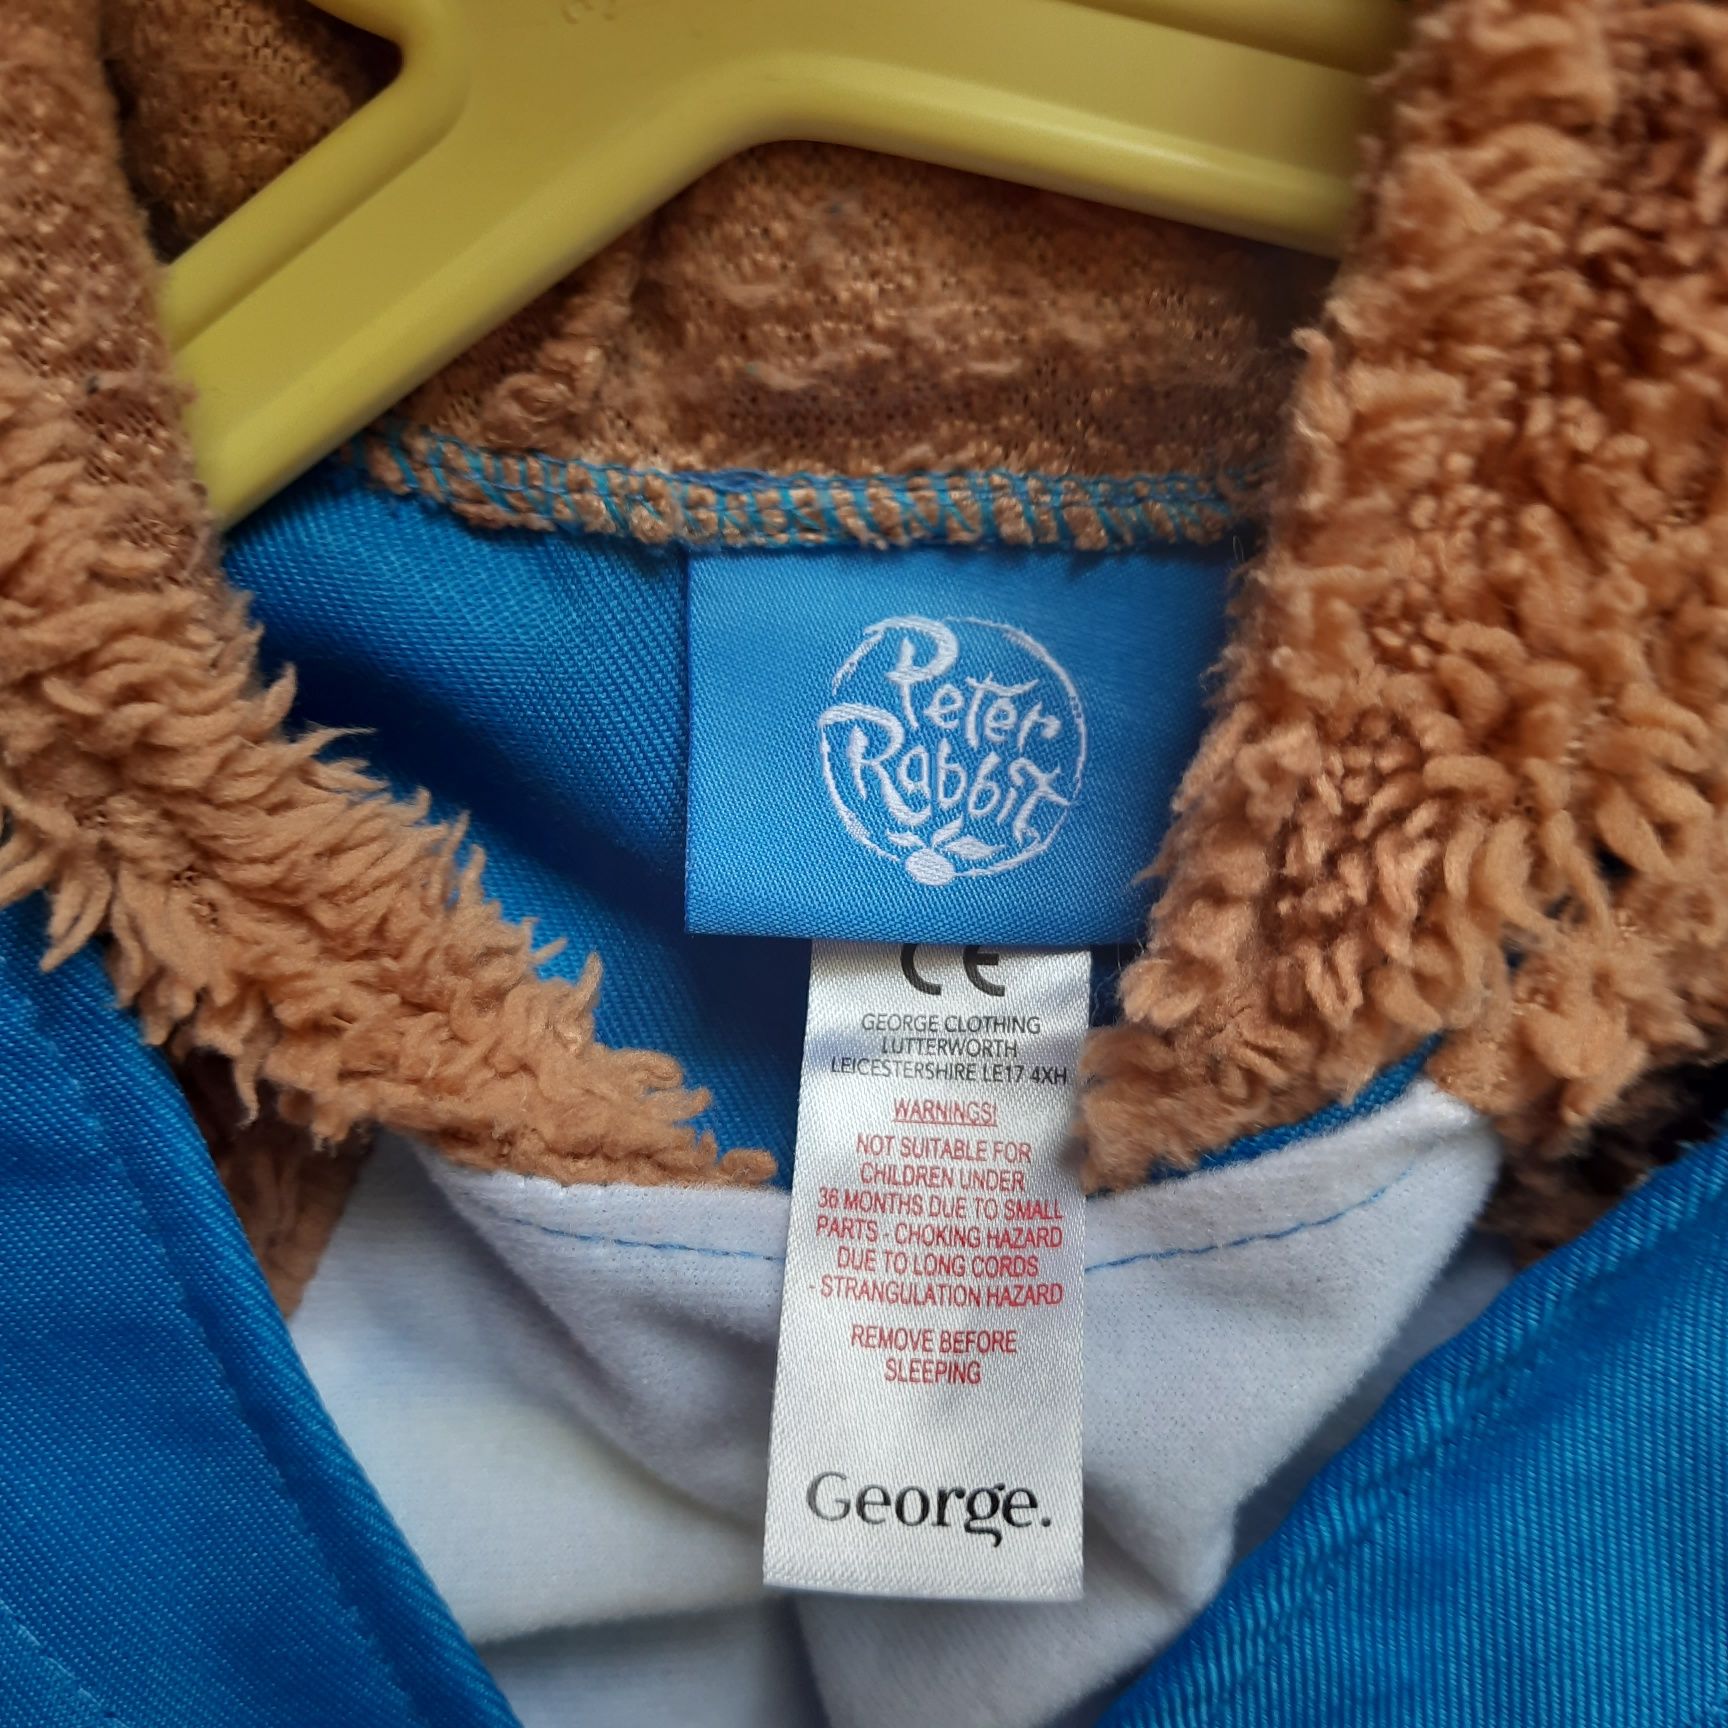 Peter
Rabbit
CE
GEORGE CLOTHING
LUTTERWORTH
LEICESTERSHIRE LE17 4XH
WARNINGS!
NOT SUITABLE FOR
CHILDREN UNDER
36 MONTHS DUE TO SMALL
PARTS - CHOKING HAZARD
DUE TO LONG CORDS
- STRANGULATION HAZARD
REMOVE BEFORE
SLEEPING
George.